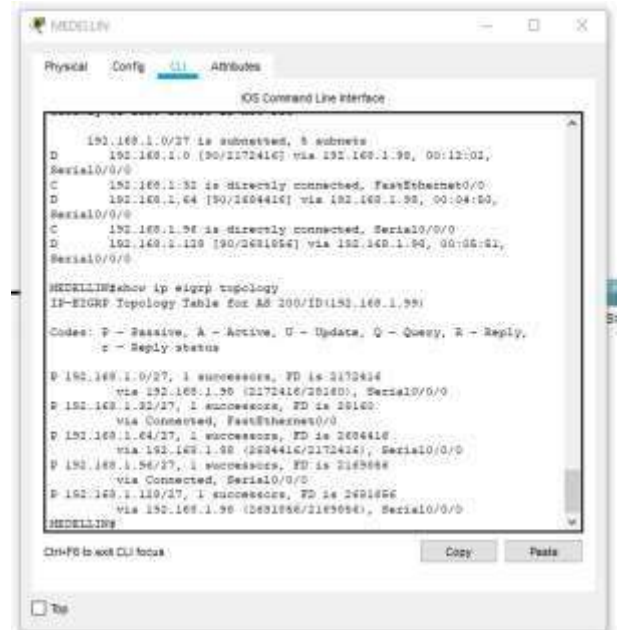 MEDELLIN
Physical Config CLI Attributes
IOS Command Line Interface
192.168.1.0/27 is subnetted, 5 subnets
D 192.168.1.0 [90/2172416] via 192.168.1.98, 00:12:02,
Serial0/0/0
C 192.168.1.32 is directly connected, FastEthernet0/0
D 192.168.1.64 [90/2684416] via 192.168.1.98, 00:04:50,
Serial0/0/0
C 192.168.1.96 is directly connected, Serial0/0/0
D 192.168.1.128 [90/2681856] via 192.168.1.98,
Serial0/0/0
MEDELLIN#show ip eigrp topology
IP-EIGRP Topology Table for AS 200/ID(192.168.1.99)
Codes: P - Passive, A - Active, U - Update, Q - Query, R - Reply,
r - Reply status
P 192.168.1.0/27, 1 successors, FD is 2172416
via 192.168.1.98 (2172416/28160), Serial0/0/0
P 192.168.1.32/27, 1 successors, FD is 28160
via Connected, FastEthernet0/0
P 192.168.1.64/27, 1 successors, FD is 2684416
via 192.168.1.98 (2684416/2172416), Serial0/0/0
P 192.168.1.96/27, 1 successors, FD is 2169856
via Connected, Serial0/0/0
P 192.168.1.128/27, 1 successors, FD is 2681856
via 192.168.1.98 (2681856/2169856), Serial0/0/0
MEDELLIN#
Ctrl+F6 to exit CLI focus Copy Paste
Top